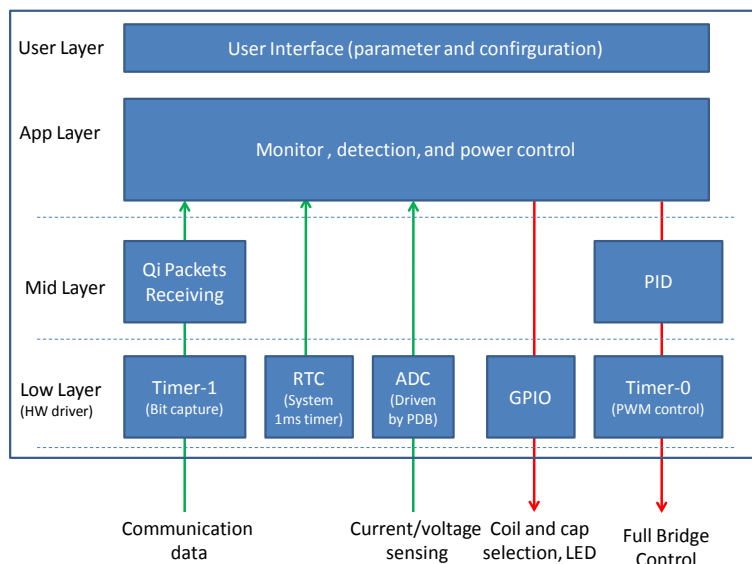 User Layer
User Interface (parameter and confirguration)
App Layer
Monitor , detection, and power control
Mid Layer
Qi Packets
Receiving
PID
Low Layer
(HW driver)
Timer-1
(Bit capture)
RTC
(System
1ms timer)
ADC
(Driven
by PDB)
GPIO
Timer-0
(PWM control)
Communication
data
Current/voltage
sensing
Coil and cap
selection, LED
Full Bridge
Control